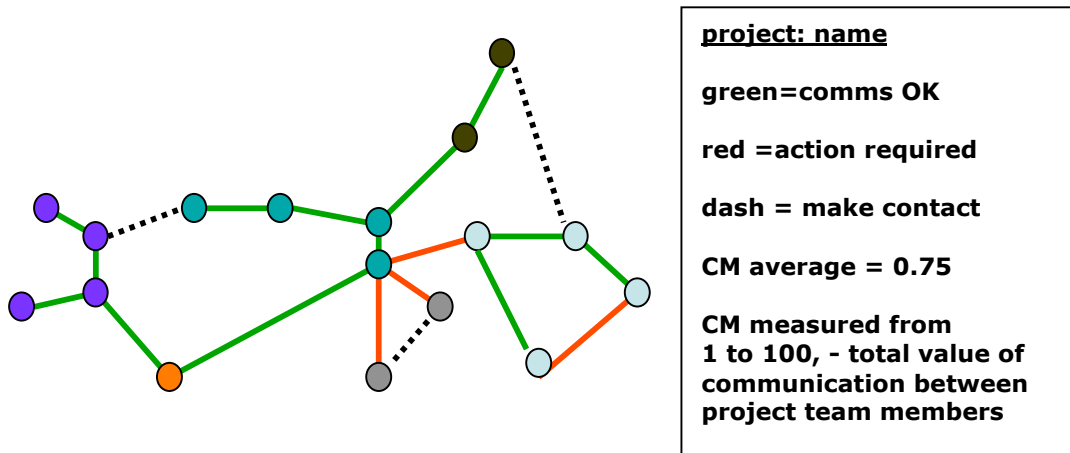 project: name
green=comms OK
red =action required
dash = make contact
CM average = 0.75
CM measured from
1 to 100, - total value of
communication between
project team members